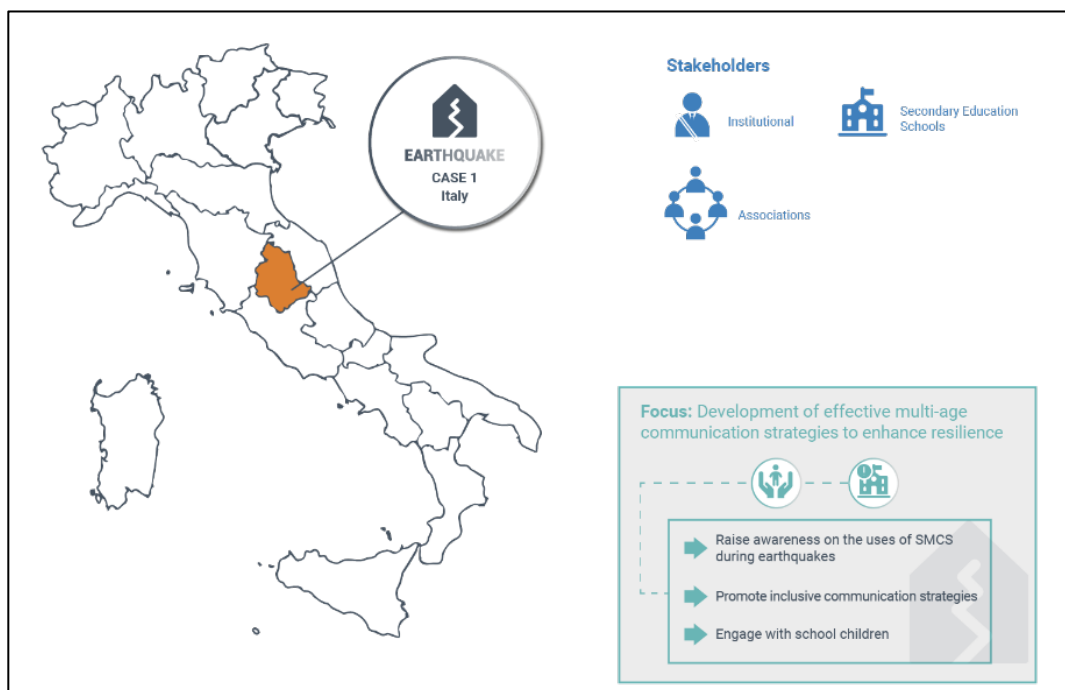 EARTHQUAKE
CASE 1
Italy
Stakeholders
Institutional
Secondary Education
Schools
Associations
Focus: Development of effective multi-age
communication strategies to enhance resilience
Raise awareness on the uses of SMCS
during earthquakes
Promote inclusive communication strategies
Engage with school children